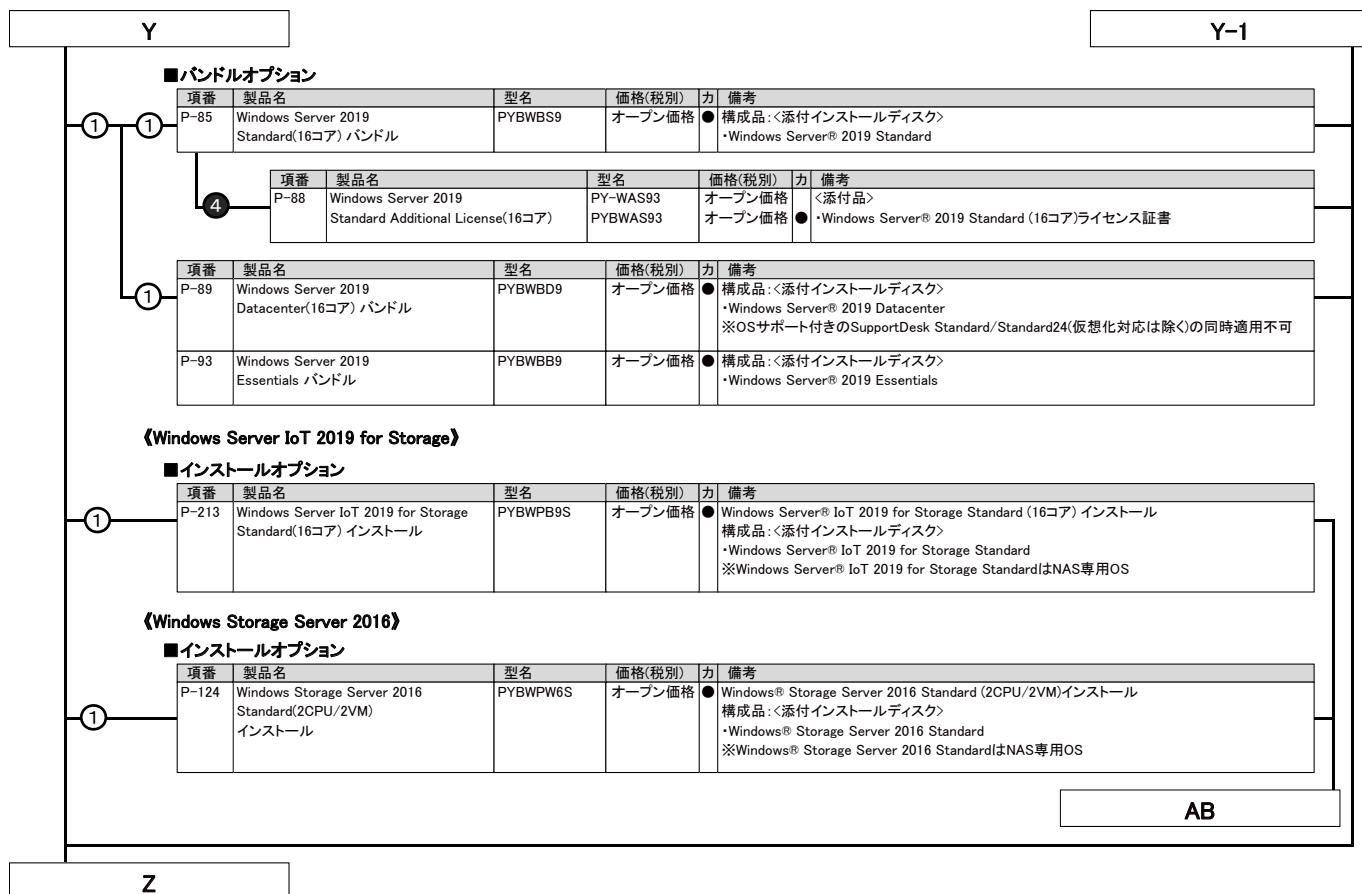 Y
Y-1
■バンドルオプション
項番 製品名 型名 価格(税別) カ 備考
① ① P-85 Windows Server 2019 PYBWBS9 オープン価格 ● 構成品:<添付インストールディスク>
Standard(16コア) バンドル ・Windows Server® 2019 Standard
項番 製品名 型名 価格(税別) カ 備考
❹ P-88 Windows Server 2019 PY-WAS93 オープン価格 <添付品>
Standard Additional License(16コア) PYBWAS93 オープン価格 ● ・Windows Server® 2019 Standard (16コア)ライセンス証書
項番 製品名 型名 価格(税別) カ 備考
① P-89 Windows Server 2019 PYBWBD9 オープン価格 ● 構成品:<添付インストールディスク>
Datacenter(16コア) バンドル ・Windows Server® 2019 Datacenter
※OSサポート付きのSupportDesk Standard/Standard24(仮想化対応は除く)の同時適用不可
P-93 Windows Server 2019 PYBWBB9 オープン価格 ● 構成品:<添付インストールディスク>
Essentials バンドル ・Windows Server® 2019 Essentials
《Windows Server IoT 2019 for Storage》
■インストールオプション
項番 製品名 型名 価格(税別) カ 備考
① P-213 Windows Server IoT 2019 for Storage PYBWPB9S オープン価格 ● Windows Server® IoT 2019 for Storage Standard (16コア) インストール
Standard(16コア) インストール 構成品:<添付インストールディスク>
・Windows Server® IoT 2019 for Storage Standard
※Windows Server® IoT 2019 for Storage StandardはNAS専用OS
《Windows Storage Server 2016》
■インストールオプション
項番 製品名 型名 価格(税別) カ 備考
① P-124 Windows Storage Server 2016 PYBWPW6S オープン価格 ● Windows® Storage Server 2016 Standard (2CPU/2VM)インストール
Standard(2CPU/2VM) 構成品:<添付インストールディスク>
インストール ・Windows® Storage Server 2016 Standard
※Windows® Storage Server 2016 StandardはNAS専用OS
AB
Z